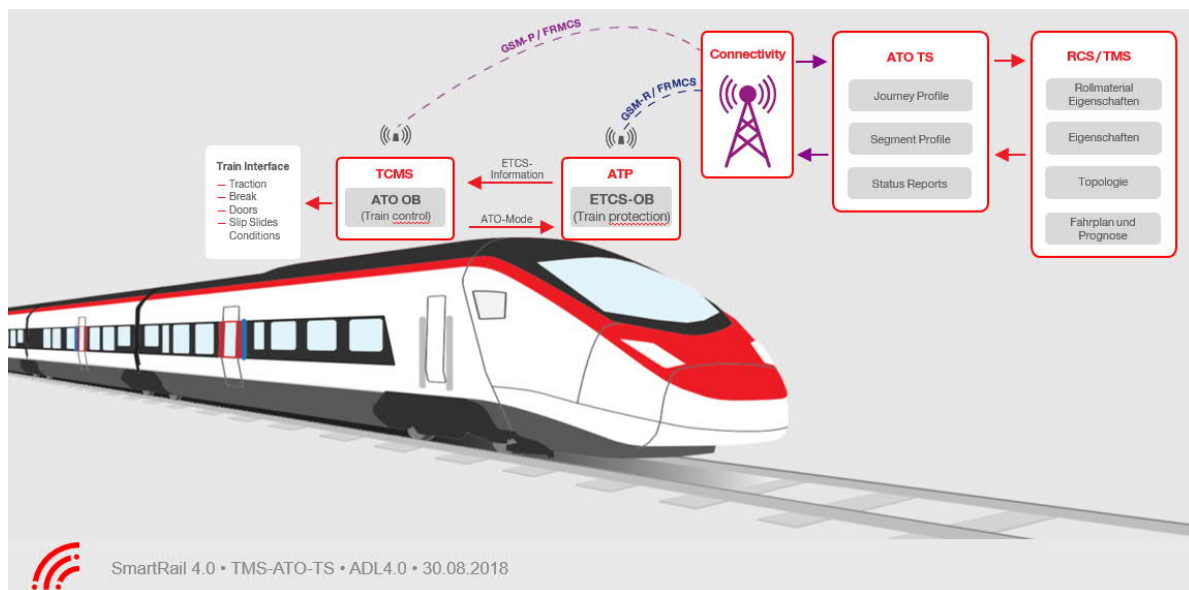 GSM-P / FRMCS
GSM-R / FRMCS
Connectivity
ATO TS
Journey Profile
Segment Profile
Status Reports
RCS/TMS
Rollmaterial
Eigenschaften
Eigenschaften
Topologie
Fahrplan und
Prognose
Train Interface
– Traction
– Break
– Doors
– Slip Slides
Conditions
TCMS
ATO OB
(Train control)
ETCS-
Information
ATO-Mode
ATP
ETCS-OB
(Train protection)
SmartRail 4.0 • TMS-ATO-TS • ADL4.0 • 30.08.2018